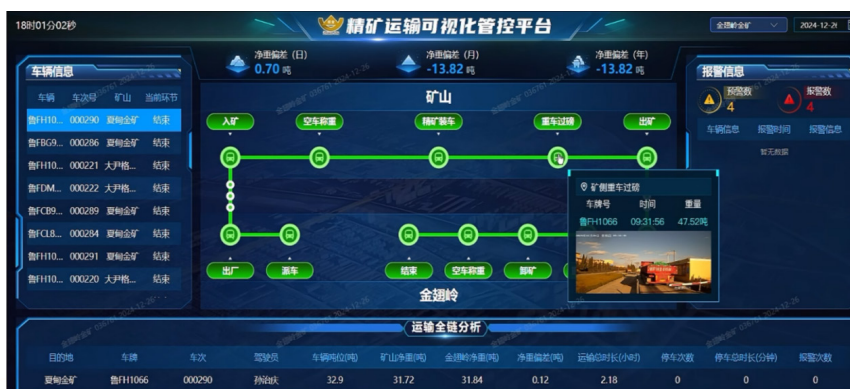 18时01分02秒
精矿运输可视化管控平台
金翅岭金矿
净重偏差（日）
0.70 吨
净重偏差（月）
-13.82 吨
净重偏差（年）
-13.82 吨
车辆信息
车辆 车次号 矿山 当前环节
鲁FH10... 000290 夏甸金矿 结束
鲁FBG9... 000286 夏甸金矿 结束
鲁FH10... 000221 大尹格... 结束
鲁FDM... 000222 大尹格... 结束
鲁FCB9... 000289 夏甸金矿 结束
鲁FCL8... 000284 夏甸金矿 结束
鲁FH10... 000291 夏甸金矿 结束
鲁FH10... 000220 大尹格... 结束
矿山
入矿 空车称重 精矿装车 重车过磅 出矿
出厂 派车 结束 空车称重 卸矿
金翅岭
矿侧重车过磅
车牌号 时间 重量
鲁FH1066 09:31:56 47.52吨
报警信息
预警数
4
报警数
4
车辆信息 报警时间 报警信息
暂无数据
运输全链分析
目的地 车牌 车次 驾驶员 车辆吨位(吨) 矿山净重(吨) 金翅岭净重(吨) 净重偏差(吨) 运输总时长(小时) 停车次数 停车总时长(分钟) 报警次数
夏甸金矿 鲁FH1066 000290 32.9 31.72 31.84 0.12 2.18 0 0 0